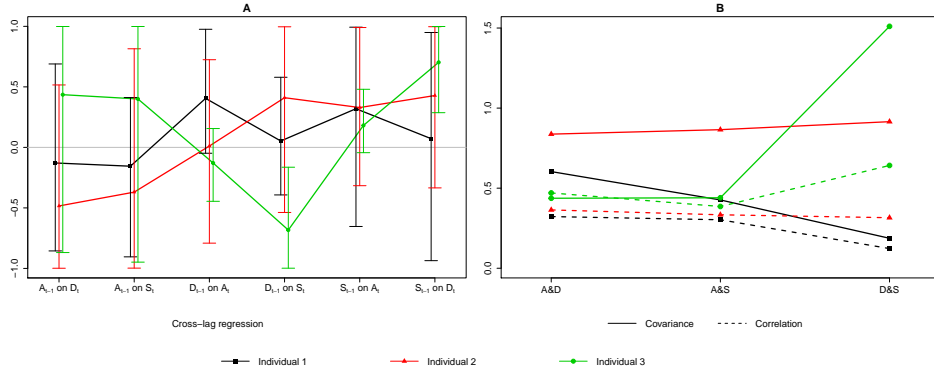 A
1.0
0.5
0.0
−0.5
−1.0
Aₜ₋₁ on Dₜ
Aₜ₋₁ on Sₜ
Dₜ₋₁ on Aₜ
Dₜ₋₁ on Sₜ
Sₜ₋₁ on Aₜ
Sₜ₋₁ on Dₜ
Cross−lag regression
B
1.5
1.0
0.5
0.0
A&D
A&S
D&S
Covariance
Correlation
Individual 1
Individual 2
Individual 3